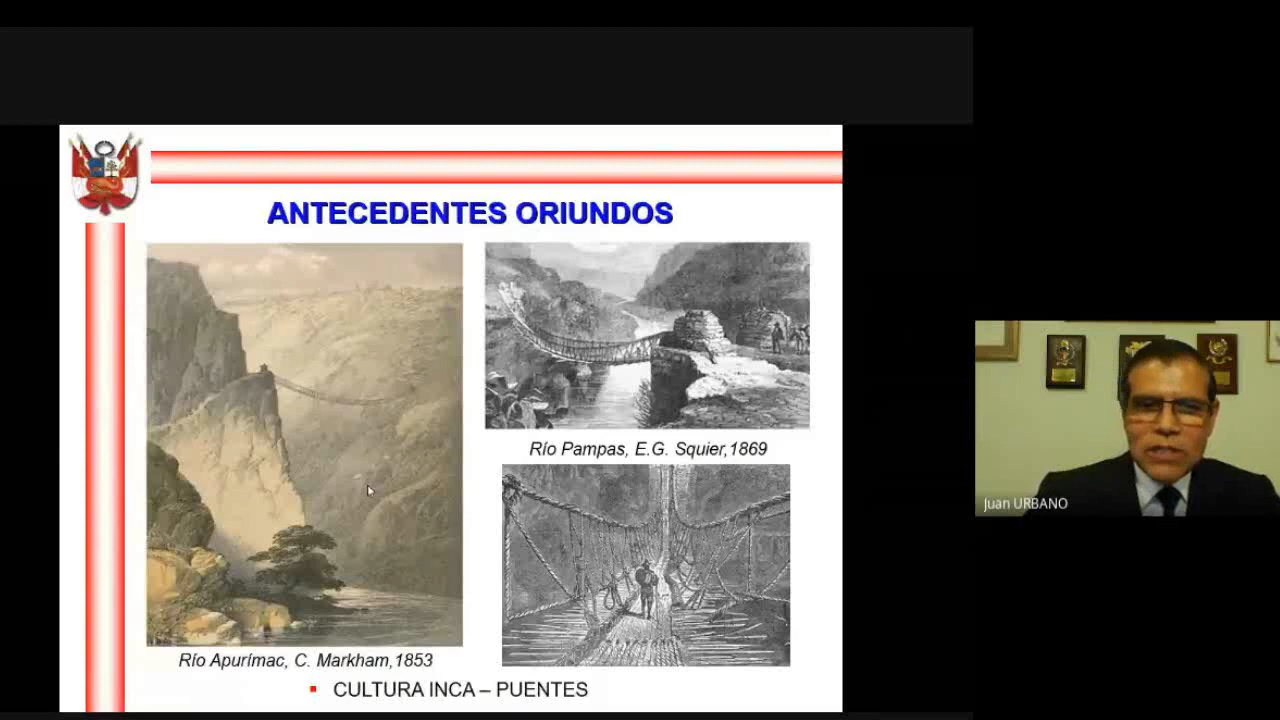 ANTECEDENTES ORIUNDOS
Río Pampas, E.G. Squier,1869
Río Apurímac, C. Markham,1853
▪ CULTURA INCA – PUENTES
Juan URBANO